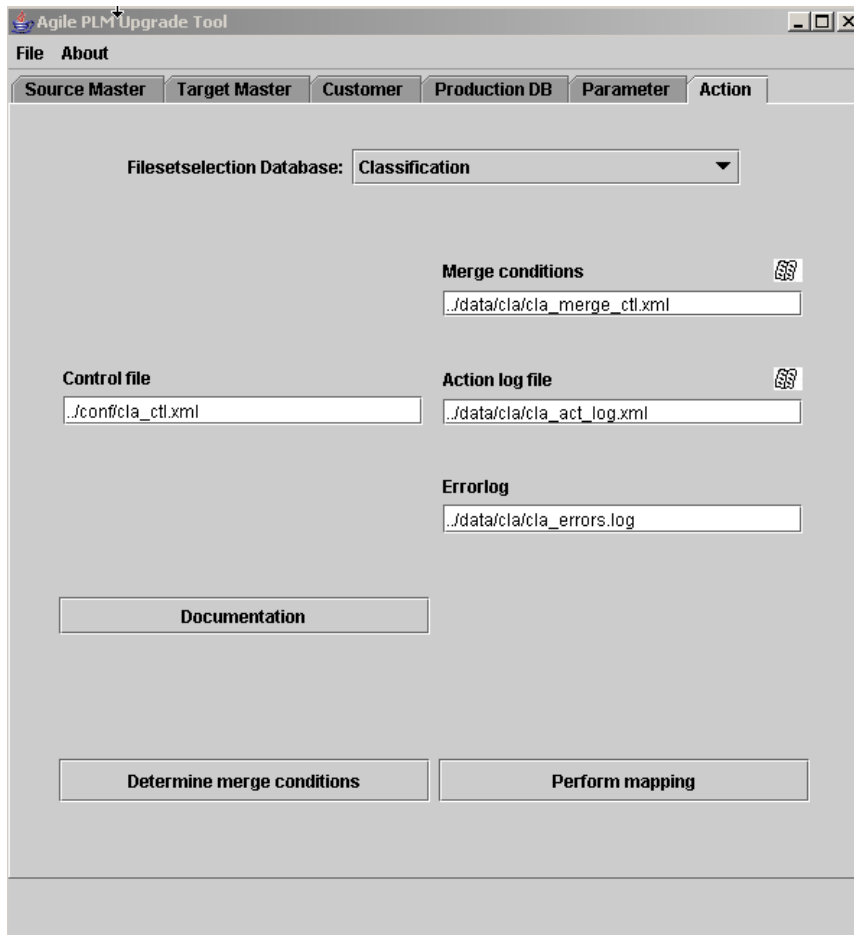 Agile PLM Upgrade Tool
File About
Source Master Target Master Customer Production DB Parameter Action
Filesetselection Database: Classification
Merge conditions
../data/cla/cla_merge_ctl.xml
Control file Action log file
../conf/cla_ctl.xml ../data/cla/cla_act_log.xml
Errorlog
../data/cla/cla_errors.log
Documentation
Determine merge conditions Perform mapping